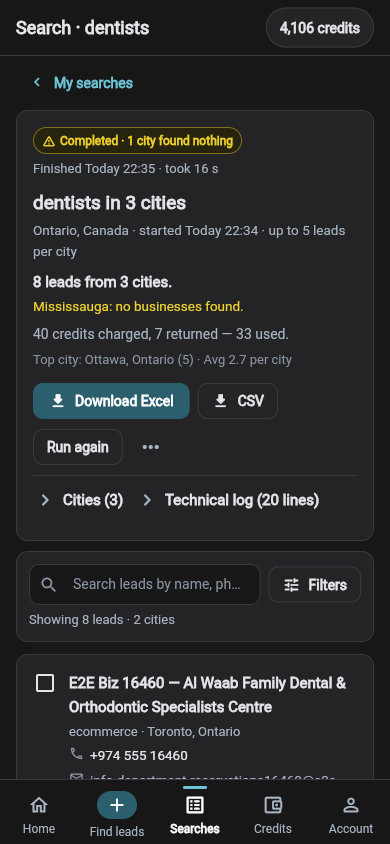 Search · dentists
4,106 credits
My searches
Completed · 1 city found nothing
Finished Today 22:35 · took 16 s
dentists in 3 cities
Ontario, Canada · started Today 22:34 · up to 5 leads
per city
8 leads from 3 cities.
Mississauga: no businesses found.
40 credits charged, 7 returned — 33 used.
Top city: Ottawa, Ontario (5) · Avg 2.7 per city
Download Excel
CSV
Run again
Cities (3)
Technical log (20 lines)
Search leads by name, ph…
Filters
Showing 8 leads · 2 cities
E2E Biz 16460 — Al Waab Family Dental &
Orthodontic Specialists Centre
ecommerce · Toronto, Ontario
+974 555 16460
Home
Find leads
Searches
Credits
Account